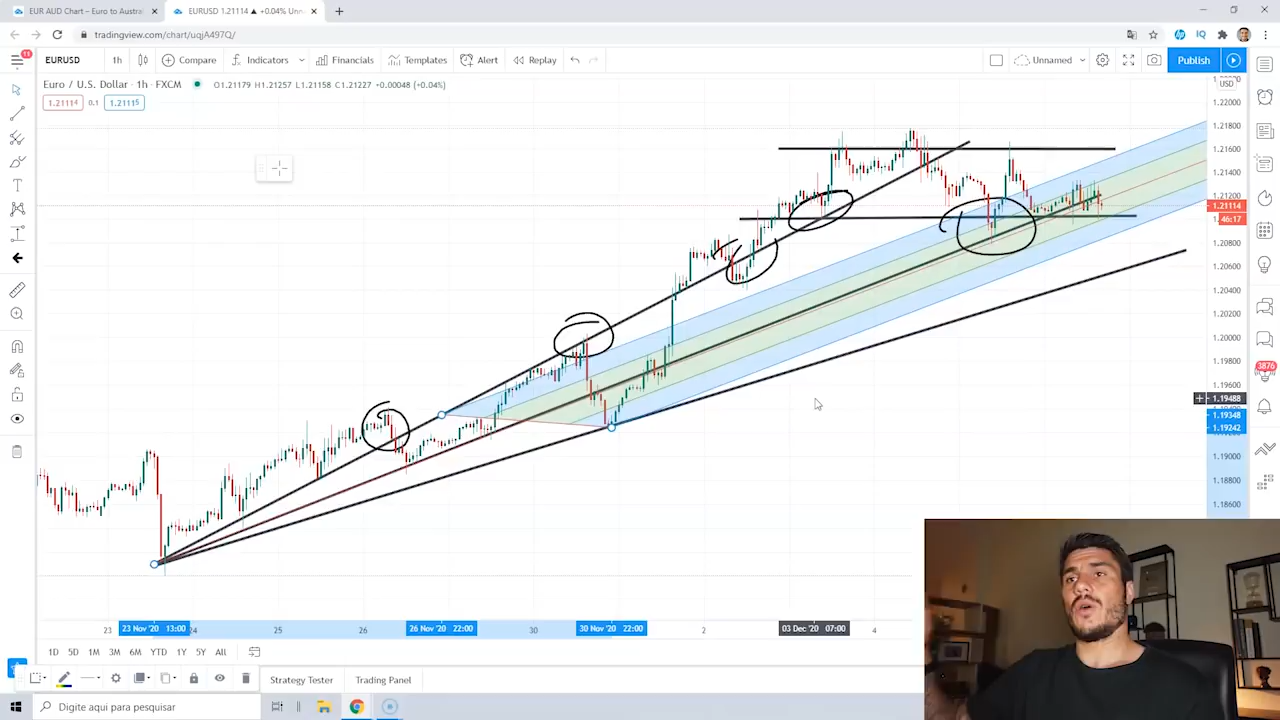 EUR AUD Chart – Euro to Austral
EURUSD 1.21114 ▲ +0.04% Unn
tradingview.com/chart/uqjA497Q/
11
EURUSD 1h Compare Indicators Financials Templates Alert Replay Unnamed Publish
Euro / U.S. Dollar · 1h · FXCM O1.21179 H1.21257 L1.21158 C1.21227 +0.00048 (+0.04%)
1.21114 0.1 1.21115
USD
1.22000
1.21800
1.21600
1.21400
1.21200
1.21114
46:17
1.20800
1.20600
1.20400
1.20200
1.20000
1.19800
1.19600
1.19488
1.19348
1.19242
1.19000
1.18800
1.18600
3876
23 23 Nov '20 13:00 24 25 26 26 Nov '20 22:00 30 30 Nov '20 22:00 2 03 Dec '20 07:00 4
1D 5D 1M 3M 6M YTD 1Y 5Y All
Strategy Tester Trading Panel
Digite aqui para pesquisar